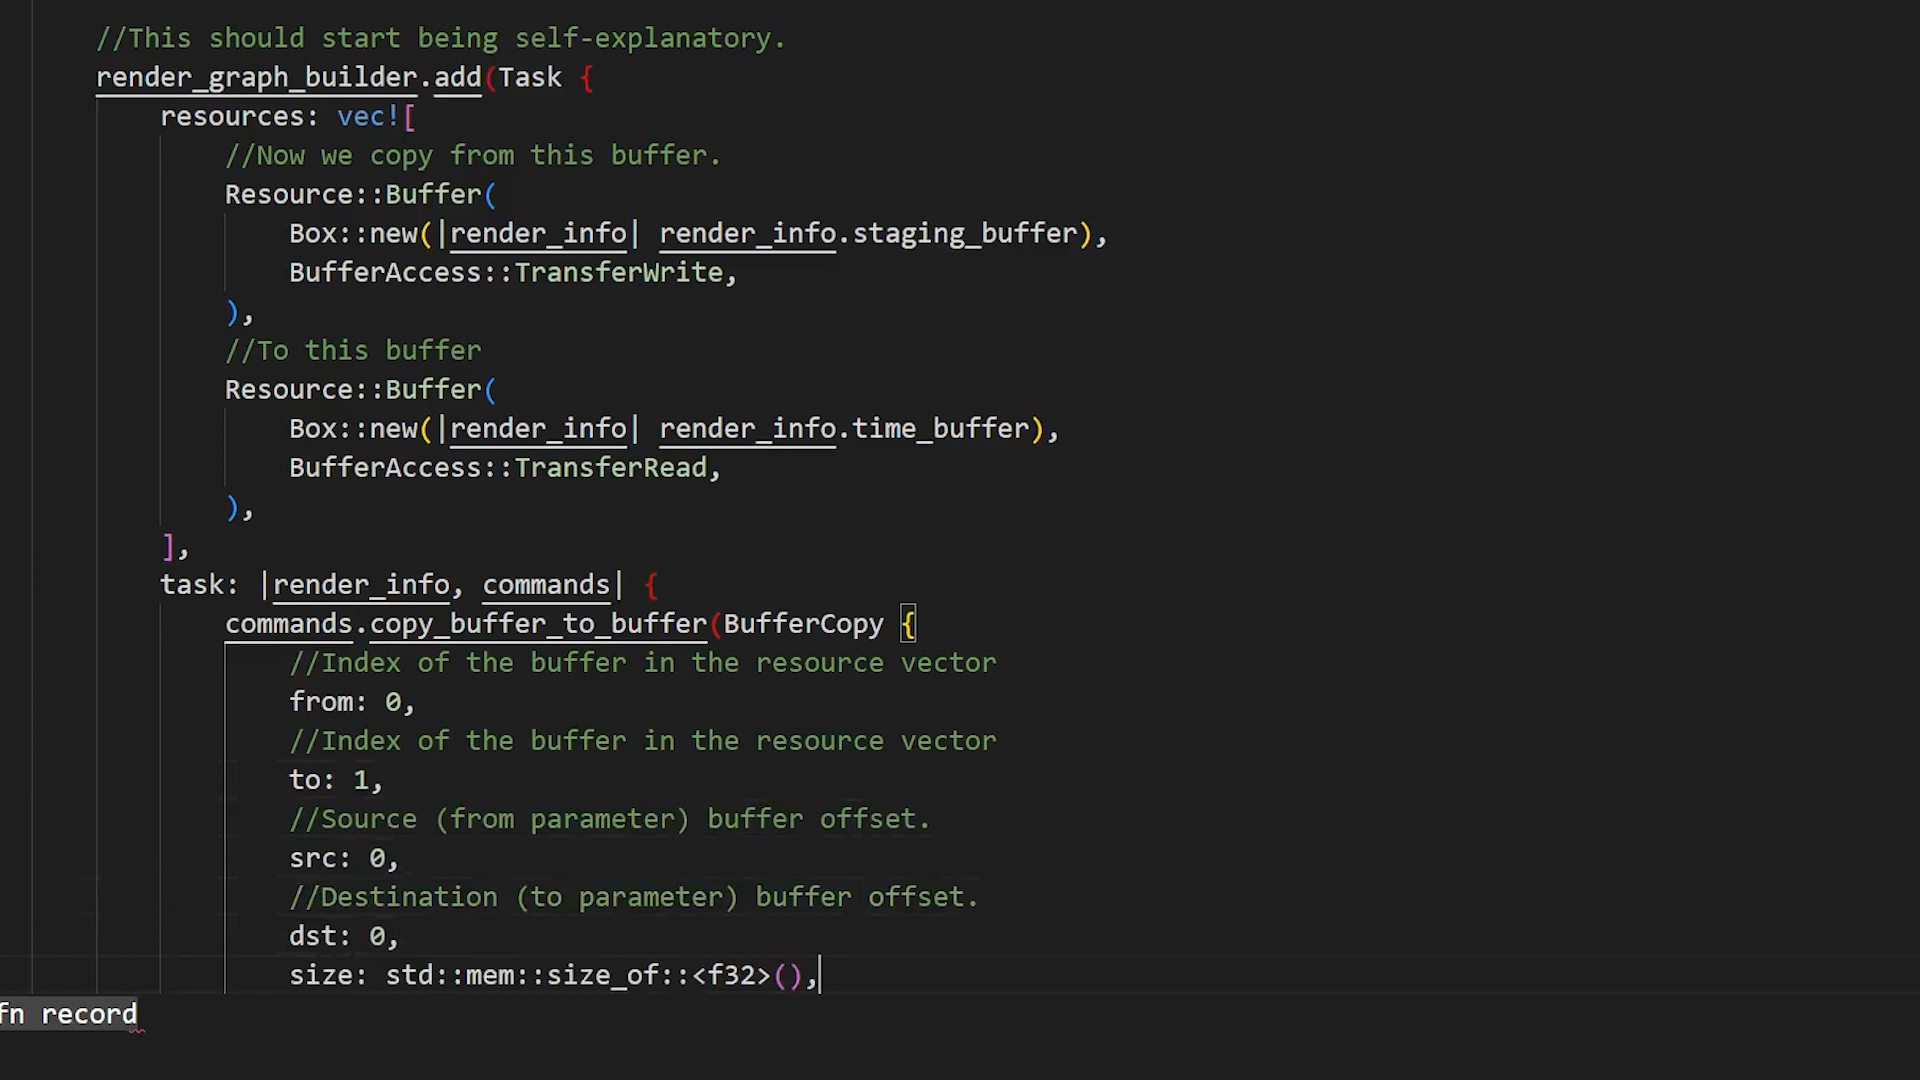 //This should start being self-explanatory.
render_graph_builder.add(Task {
resources: vec![
//Now we copy from this buffer.
Resource::Buffer(
Box::new(|render_info| render_info.staging_buffer),
BufferAccess::TransferWrite,
),
//To this buffer
Resource::Buffer(
Box::new(|render_info| render_info.time_buffer),
BufferAccess::TransferRead,
),
],
task: |render_info, commands| {
commands.copy_buffer_to_buffer(BufferCopy {
//Index of the buffer in the resource vector
from: 0,
//Index of the buffer in the resource vector
to: 1,
//Source (from parameter) buffer offset.
src: 0,
//Destination (to parameter) buffer offset.
dst: 0,
size: std::mem::size_of::<f32>(),
fn record